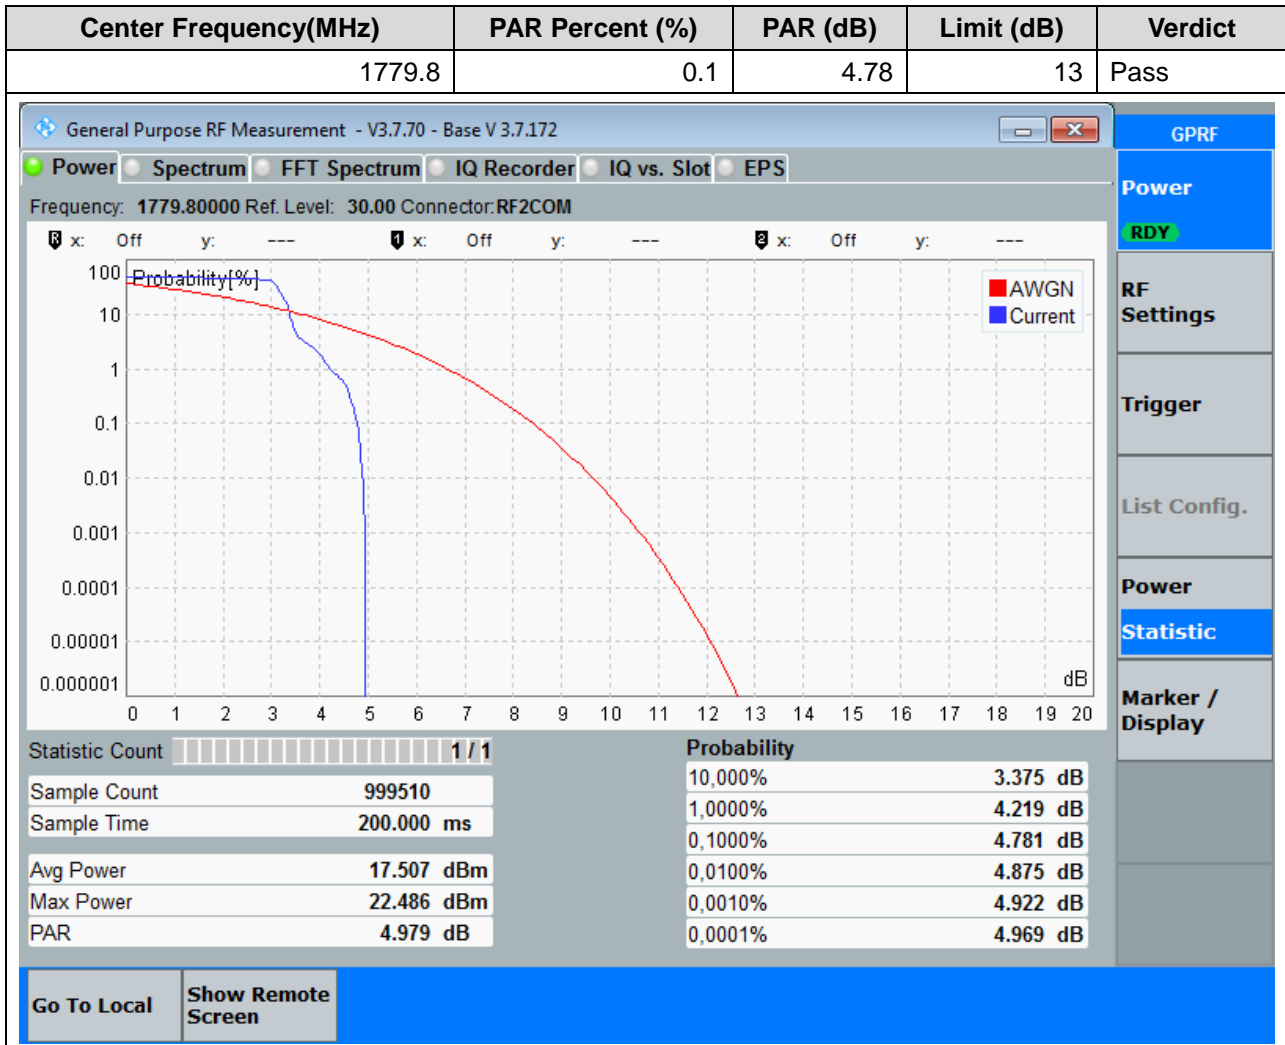 Center Frequency(MHz) PAR Percent (%) PAR (dB) Limit (dB) Verdict
1779.8 0.1 4.78 13 Pass
General Purpose RF Measurement - V3.7.70 - Base V 3.7.172
GPRF
Power Spectrum FFT Spectrum IQ Recorder IQ vs. Slot EPS
Power
RDY
Frequency: 1779.80000 Ref. Level: 30.00 Connector:RF2COM
R x: Off y: --- 1 x: Off y: --- 2 x: Off y: ---
Probability[%]
AWGN
Current
100
10
1
0.1
0.01
0.001
0.0001
0.00001
0.000001
dB
0 1 2 3 4 5 6 7 8 9 10 11 12 13 14 15 16 17 18 19 20
RF
Settings
Trigger
List Config.
Power
Statistic
Marker /
Display
Statistic Count 1 / 1
Sample Count 999510
Sample Time 200.000 ms
Avg Power 17.507 dBm
Max Power 22.486 dBm
PAR 4.979 dB
Probability
10,000% 3.375 dB
1,0000% 4.219 dB
0,1000% 4.781 dB
0,0100% 4.875 dB
0,0010% 4.922 dB
0,0001% 4.969 dB
Go To Local
Show Remote
Screen